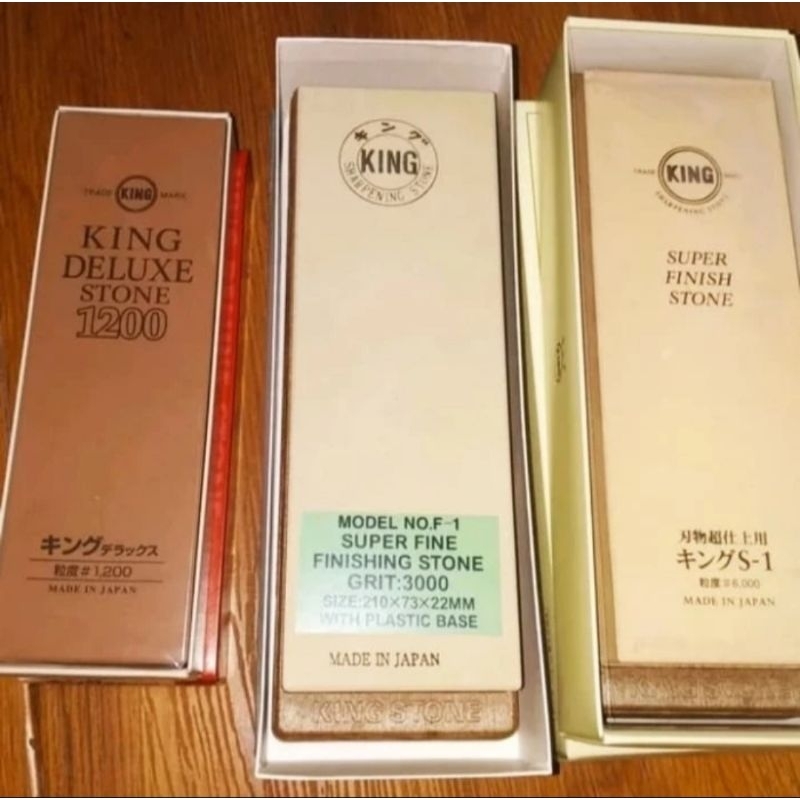 TRADE KING MARK
KING
DELUXE
STONE
1200
キングデラックス
粒度#1,200
MADE IN JAPAN
キング
KING
SHARPENING STONE
MODEL NO.F-1
SUPER FINE
FINISHING STONE
GRIT:3000
SIZE:210×73×22MM
WITH PLASTIC BASE
MADE IN JAPAN
KING STONE
TRADE KING MARK
SHARPENING STONE
SUPER
FINISH
STONE
刃物超仕上用
キングS-1
粒度#6,000
MADE IN JAPAN
KING STONE